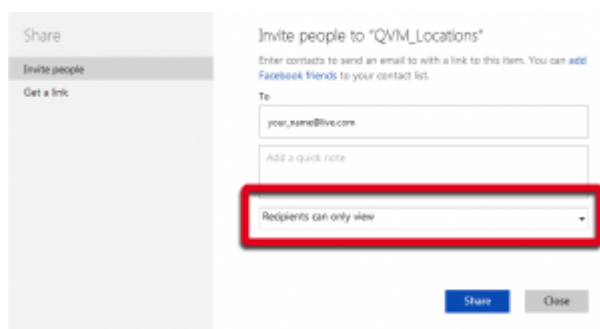 Share
Invite people
Get a link
Invite people to "QVM_Locations"
Enter contacts to send an email to with a link to this item. You can add
Facebook friends to your contact list.
To
your_name@live.com
Add a quick note
Recipients can only view
Share
Close